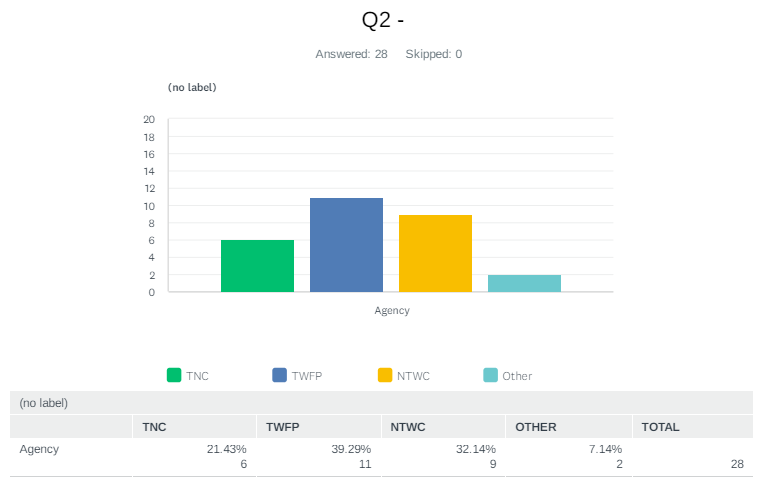 Q2 -
Answered: 28 Skipped: 0
(no label)
20
18
16
14
12
10
8
6
4
2
0
Agency
TNC TWFP NTWC Other
(no label)
TNC TWFP NTWC OTHER TOTAL
Agency 21.43% 39.29% 32.14% 7.14%
6 11 9 2 28